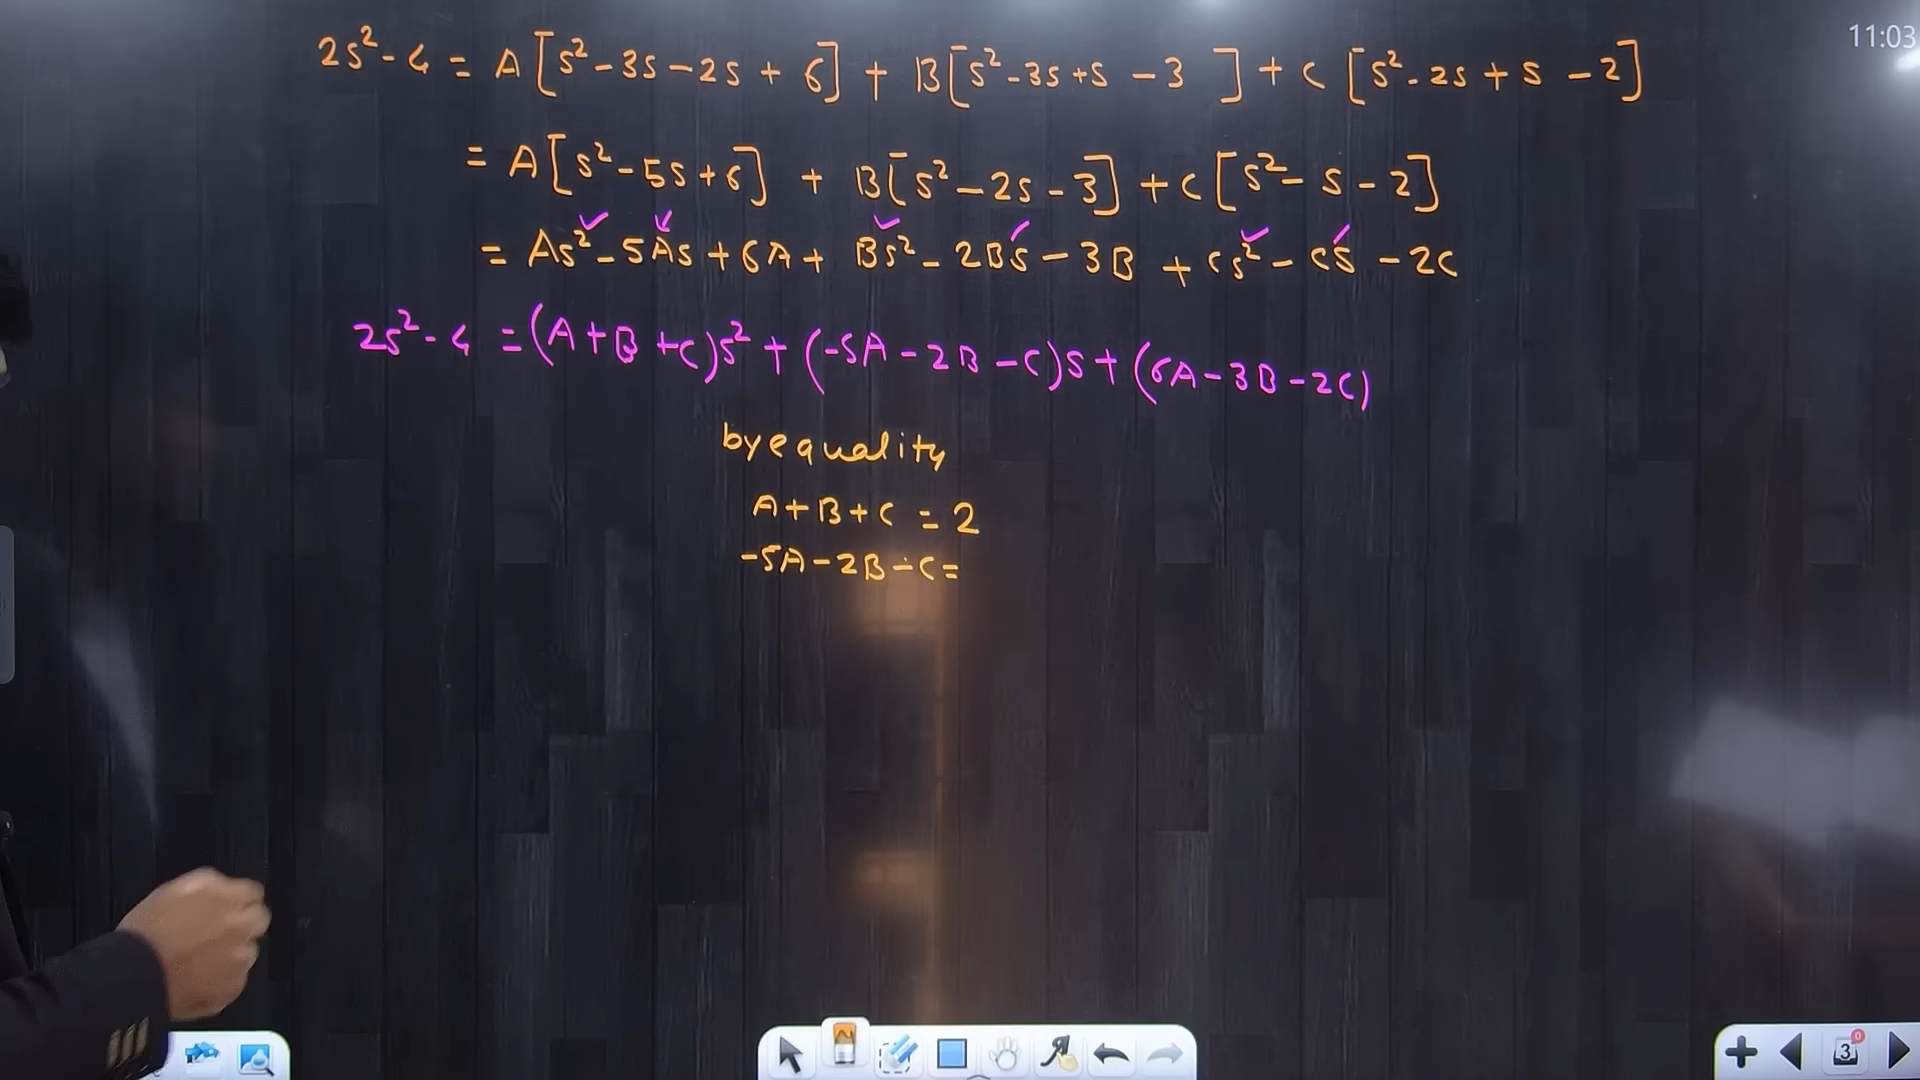 11:03
2s² - 4 = A[s² - 3s - 2s + 6] + B[s² - 3s + s - 3] + C[s² - 2s + s - 2]
= A[s² - 5s + 6] + B[s² - 2s - 3] + C[s² - s - 2]
= As² - 5As + 6A + Bs² - 2Bs - 3B + Cs² - Cs - 2C
2s² - 4 = (A + B + C)s² + (-5A - 2B - C)s + (6A - 3B - 2C)
by equality
A + B + C = 2
-5A - 2B - C =
3
0